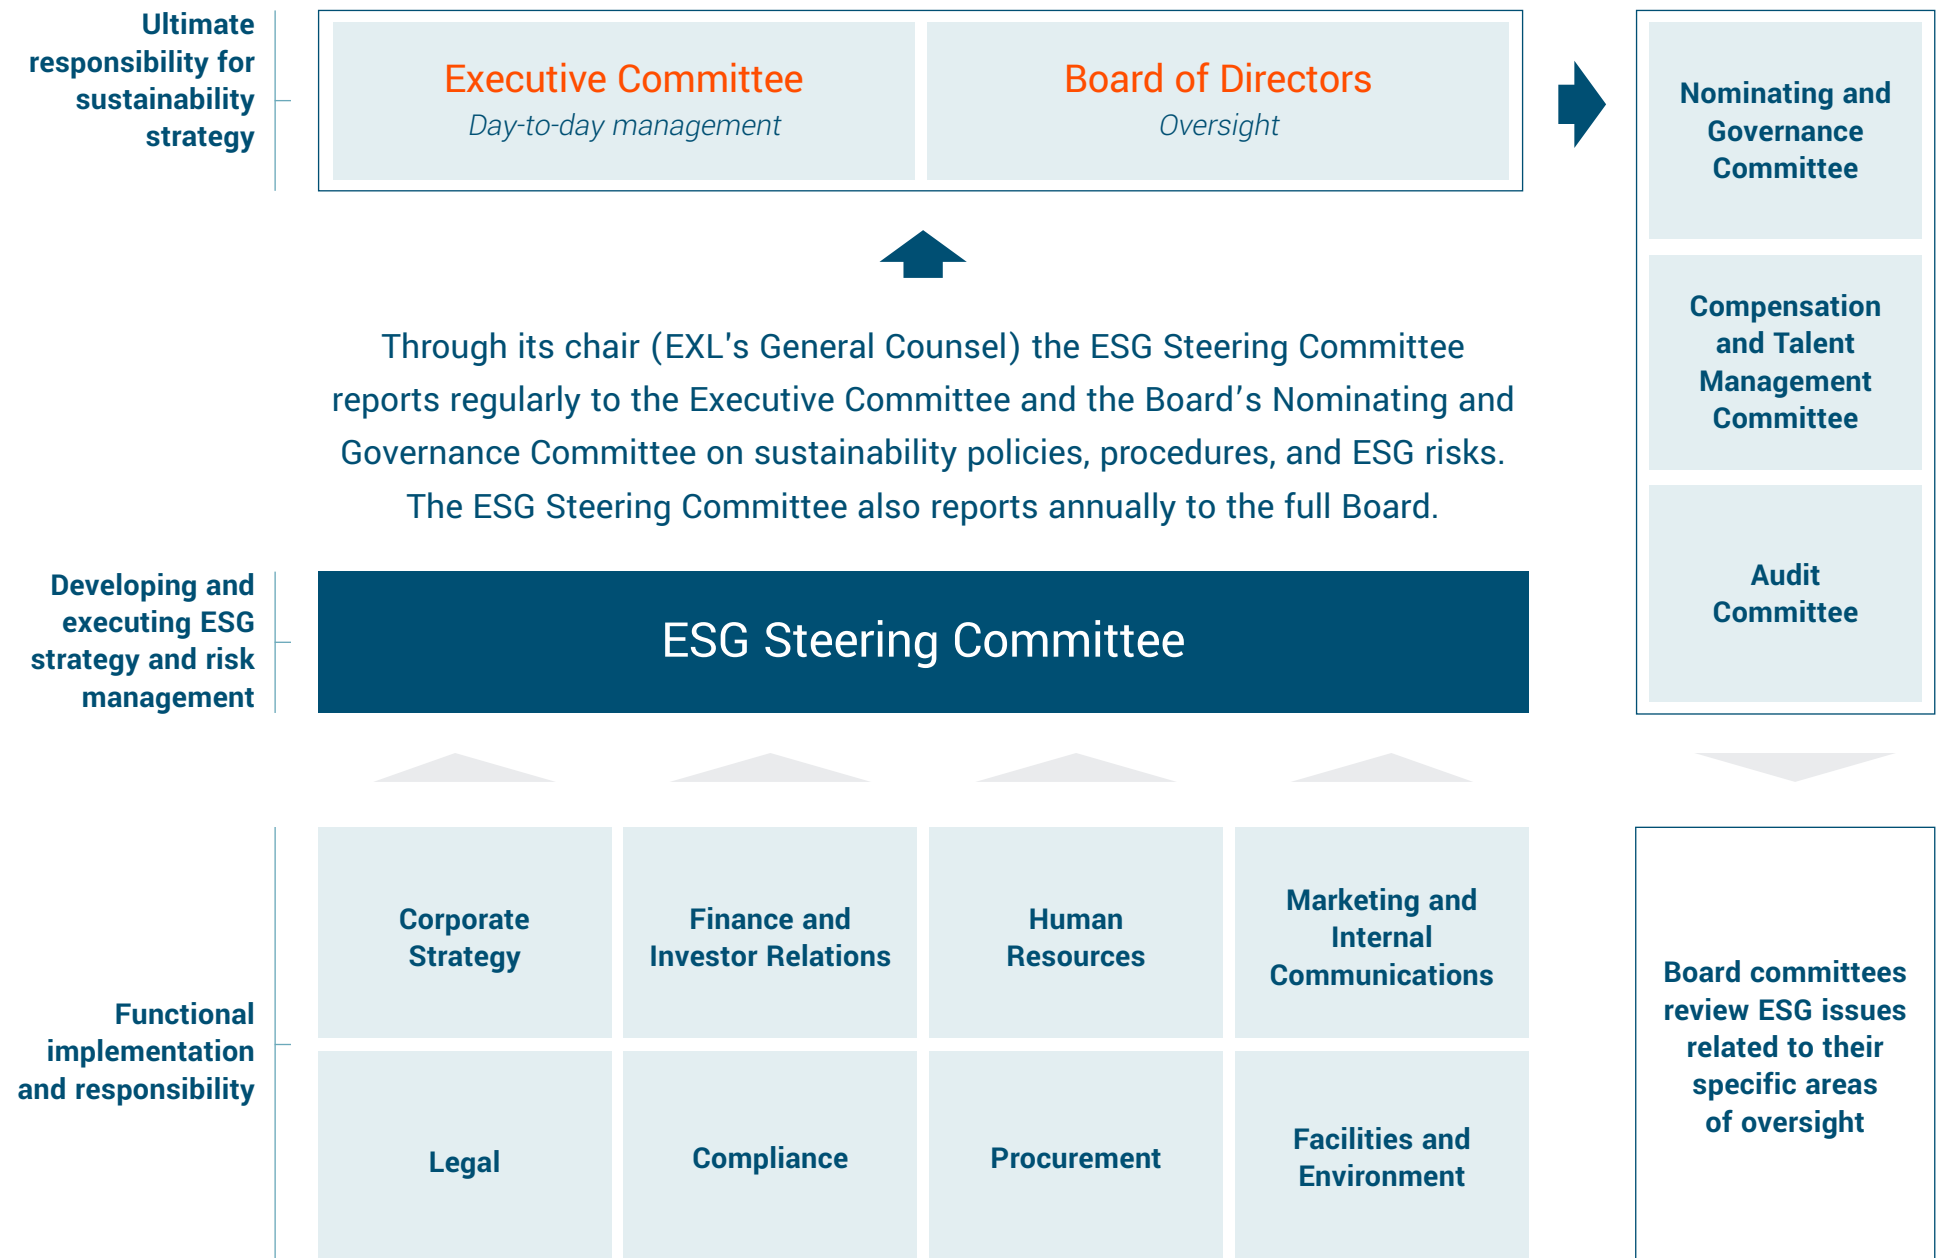 Ultimate
responsibility for
sustainability
strategy
Executive Committee
Day-to-day management
Board of Directors
Oversight
Nominating and
Governance
Committee
Compensation
and Talent
Management
Committee
Audit
Committee
Through its chair (EXL's General Counsel) the ESG Steering Committee
reports regularly to the Executive Committee and the Board’s Nominating and
Governance Committee on sustainability policies, procedures, and ESG risks.
The ESG Steering Committee also reports annually to the full Board.
Developing and
executing ESG
strategy and risk
management
ESG Steering Committee
Functional
implementation
and responsibility
Corporate
Strategy
Finance and
Investor Relations
Human
Resources
Marketing and
Internal
Communications
Legal
Compliance
Procurement
Facilities and
Environment
Board committees
review ESG issues
related to their
specific areas
of oversight